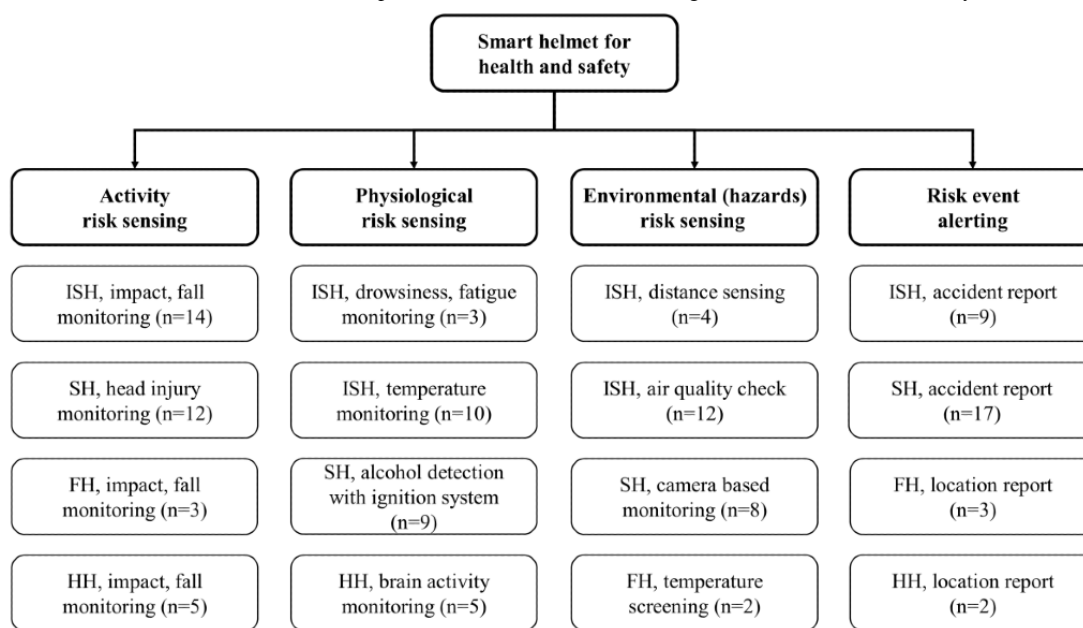 Smart helmet for
health and safety
Activity
risk sensing
Physiological
risk sensing
Environmental (hazards)
risk sensing
Risk event
alerting
ISH, impact, fall
monitoring (n=14)
ISH, drowsiness, fatigue
monitoring (n=3)
ISH, distance sensing
(n=4)
ISH, accident report
(n=9)
SH, head injury
monitoring (n=12)
ISH, temperature
monitoring (n=10)
ISH, air quality check
(n=12)
SH, accident report
(n=17)
FH, impact, fall
monitoring (n=3)
SH, alcohol detection
with ignition system
(n=9)
SH, camera based
monitoring (n=8)
FH, location report
(n=3)
HH, impact, fall
monitoring (n=5)
HH, brain activity
monitoring (n=5)
FH, temperature
screening (n=2)
HH, location report
(n=2)